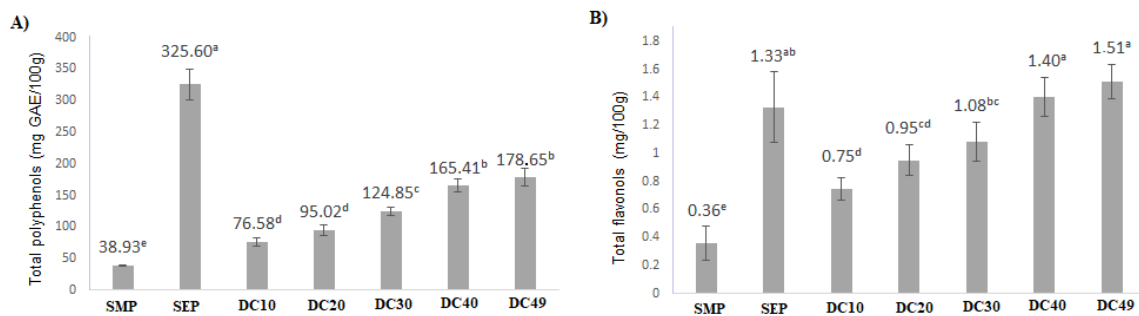 A)
Total polyphenols (mg GAE/100g)
400
350
300
250
200
150
100
50
0
38.93ᵉ
325.60ᵃ
76.58ᵈ
95.02ᵈ
124.85ᶜ
165.41ᵇ
178.65ᵇ
SMP SEP DC10 DC20 DC30 DC40 DC49
B)
Total flavonols (mg/100g)
1.8
1.6
1.4
1.2
1
0.8
0.6
0.4
0.2
0
0.36ᵉ
1.33ᵃᵇ
0.75ᵈ
0.95ᶜᵈ
1.08ᵇᶜ
1.40ᵃ
1.51ᵃ
SMP SEP DC10 DC20 DC30 DC40 DC49